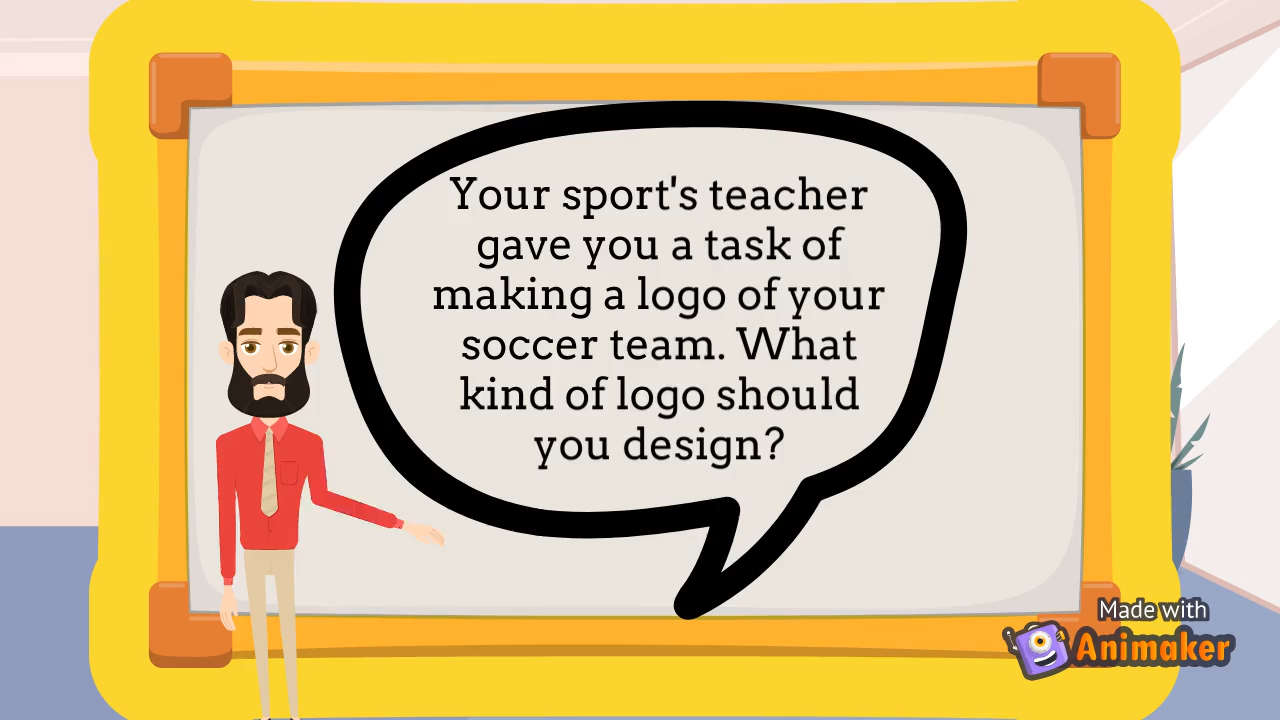 Your sport's teacher
gave you a task of
making a logo of your
soccer team. What
kind of logo should
you design?
Made with
Animaker